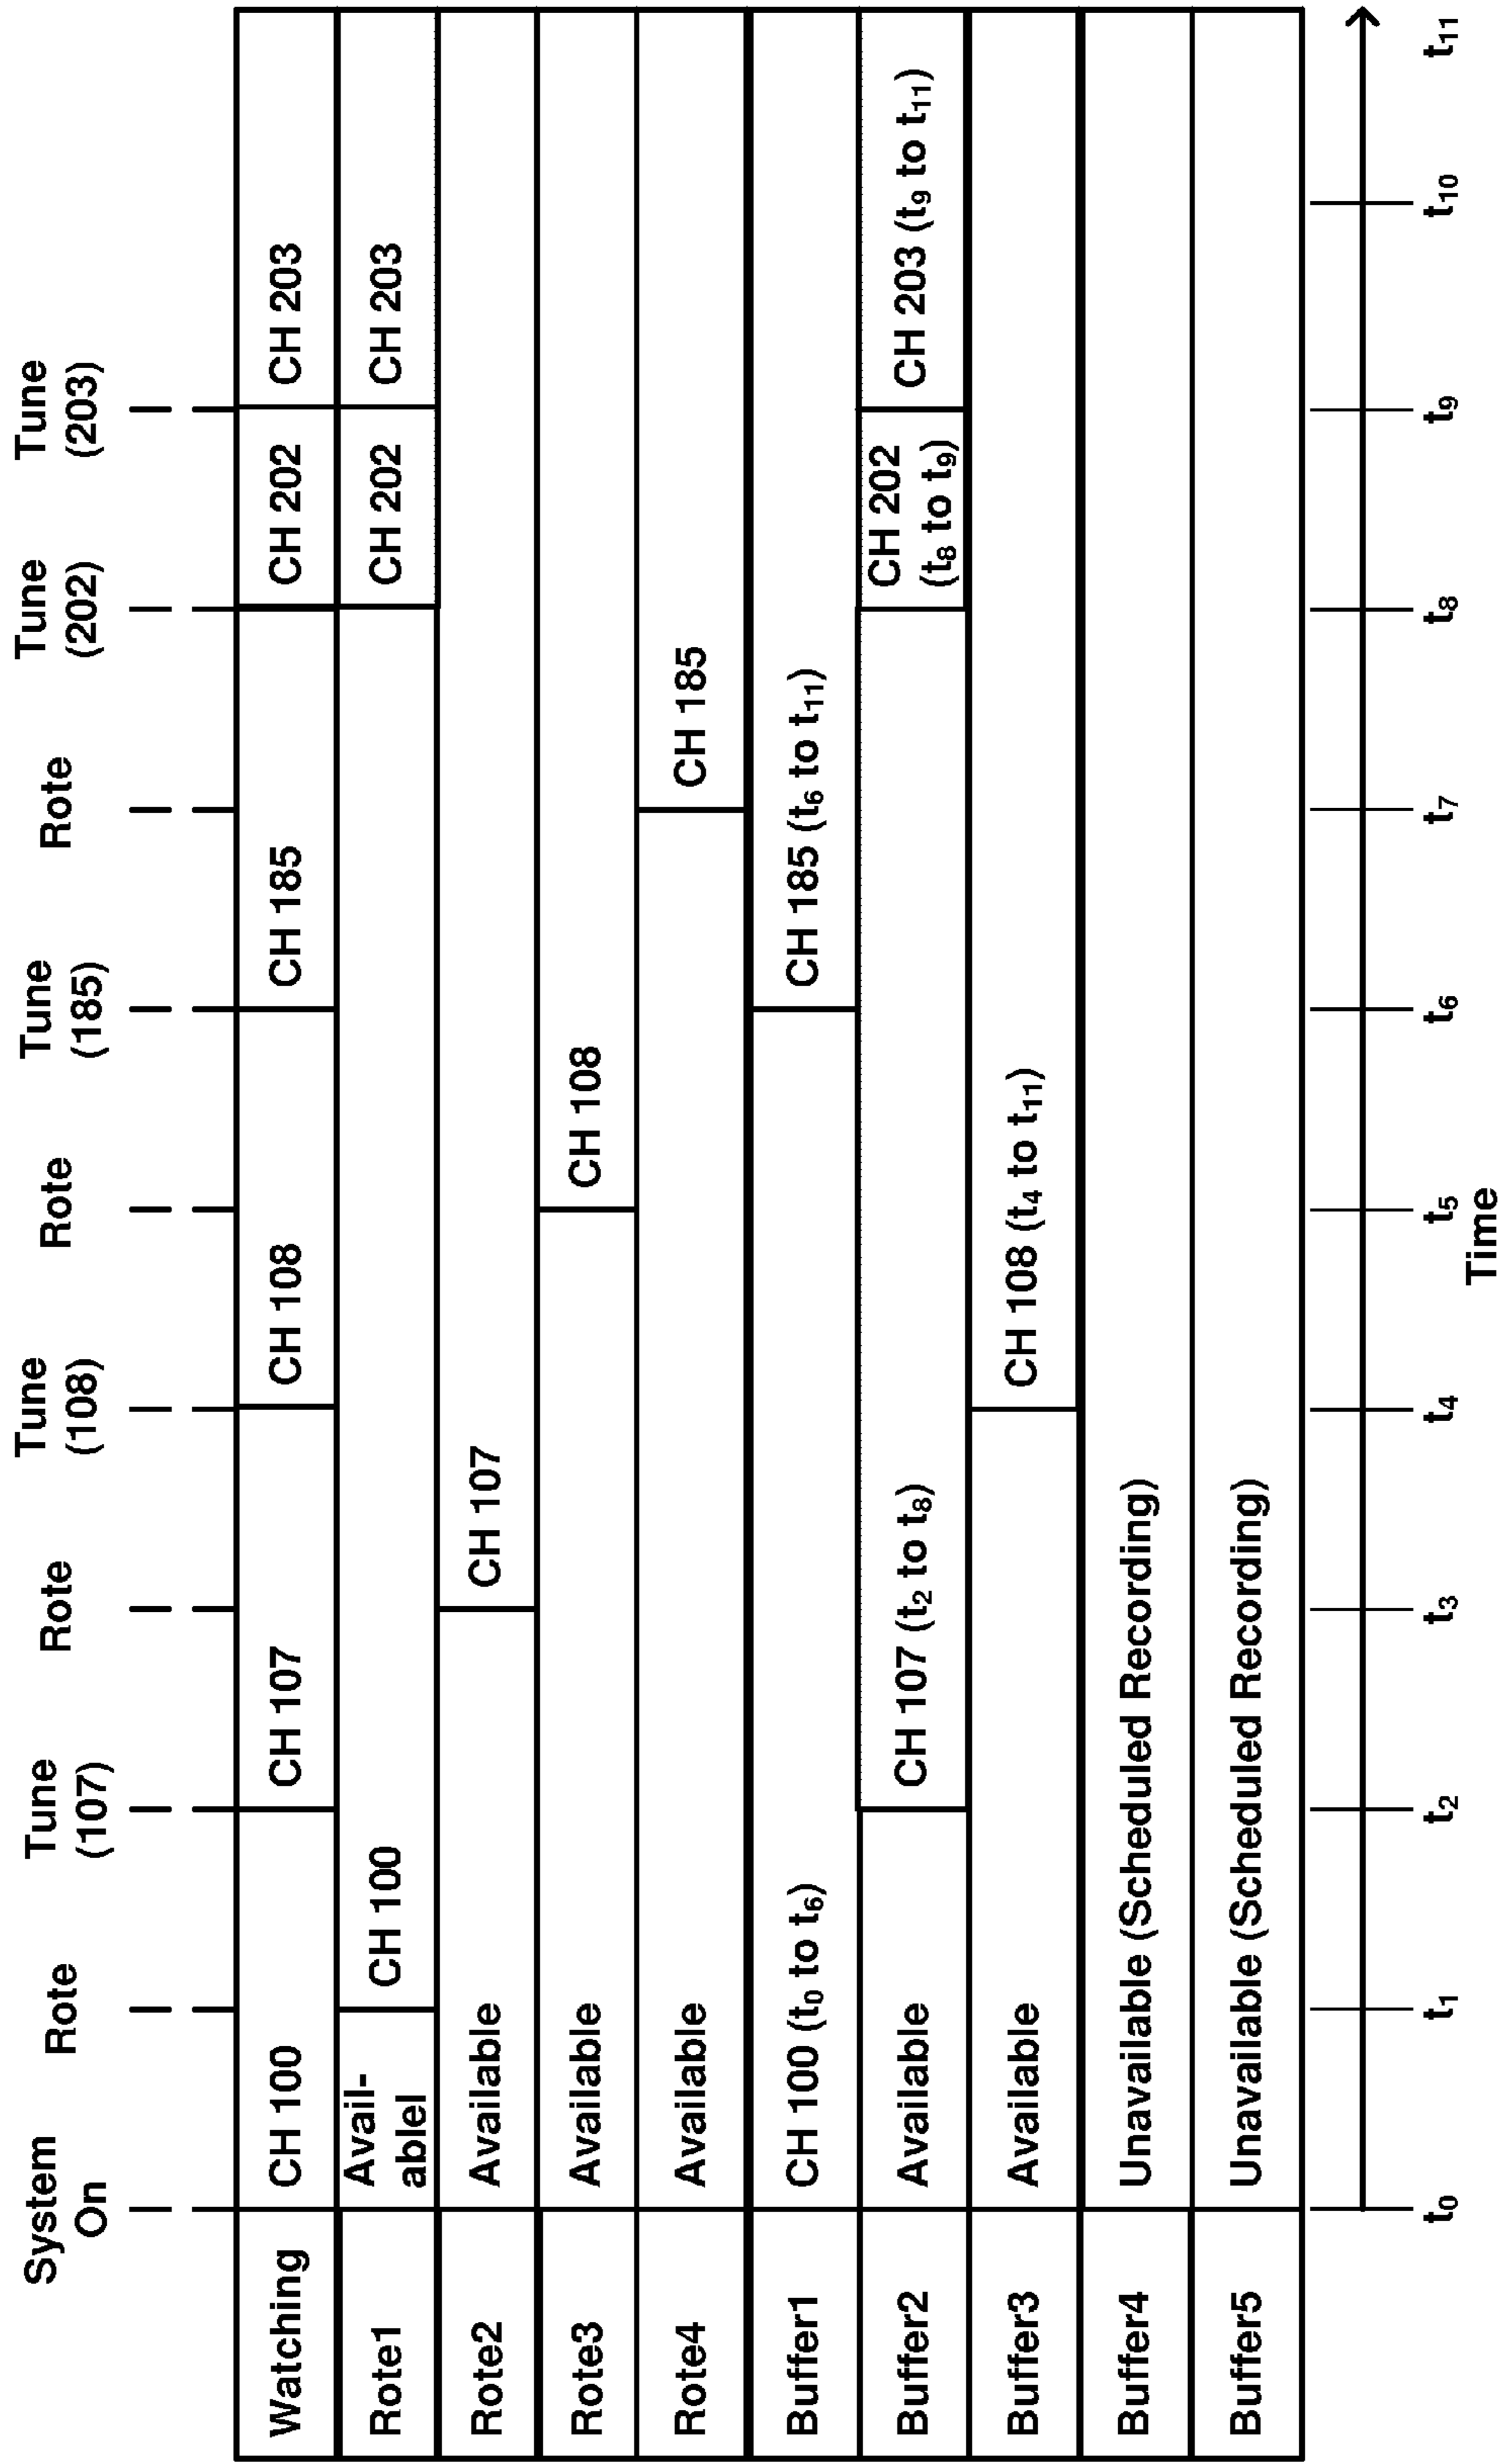 System
On
Rote
Tune
(107)
Rote
Tune
(108)
Rote
Tune
(185)
Rote
Tune
(202)
Tune
(203)
Watching
CH 100
CH 107
CH 108
CH 185
CH 202
CH 203
Rote1
Avail-
ablel
CH 100
CH 202
CH 203
Rote2
Available
CH 107
Rote3
Available
CH 108
Rote4
Available
CH 185
Buffer1
CH 100 (t0 to t6)
CH 185 (t6 to t11)
Buffer2
Available
CH 107 (t2 to t8)
CH 202
(t8 to t9)
CH 203 (t9 to t11)
Buffer3
Available
CH 108 (t4 to t11)
Buffer4
Unavailable (Scheduled Recording)
Buffer5
Unavailable (Scheduled Recording)
t0
t1
t2
t3
t4
t5
t6
t7
t8
t9
t10
t11
Time